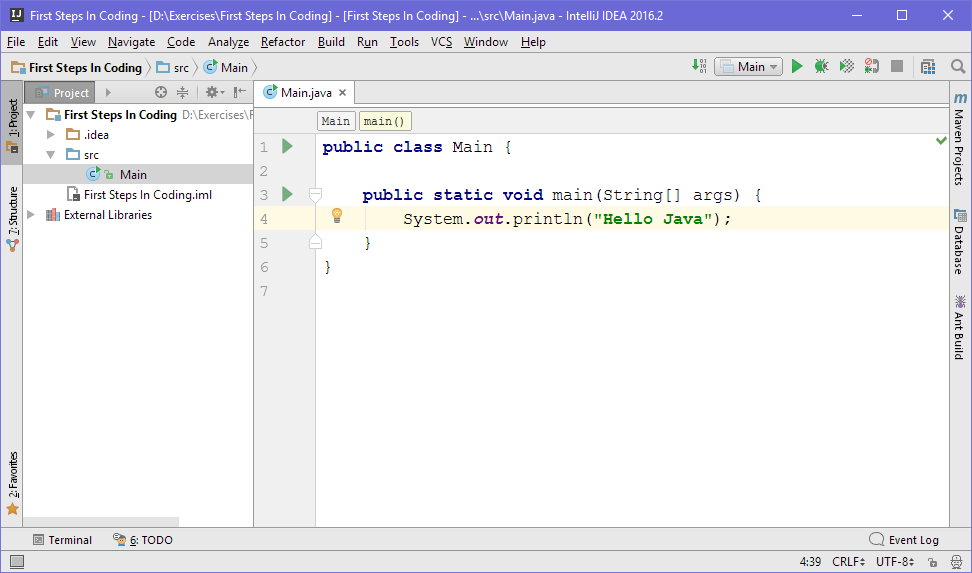 First Steps In Coding - [D:\Exercises\First Steps In Coding] - [First Steps In Coding] - ...\src\Main.java - IntelliJ IDEA 2016.2
File Edit View Navigate Code Analyze Refactor Build Run Tools VCS Window Help
First Steps In Coding src Main
Main
1: Project
7: Structure
2: Favorites
Project
First Steps In Coding D:\Exercises\F
.idea
src
Main
First Steps In Coding.iml
External Libraries
Main.java
Main main()
1 public class Main {
2
3 public static void main(String[] args) {
4 System.out.println("Hello Java");
5 }
6 }
7
Maven Projects
Database
Ant Build
Terminal 6: TODO Event Log
4:39 CRLF UTF-8